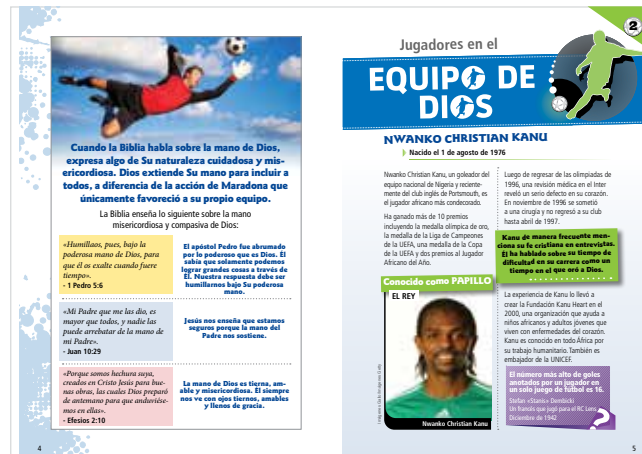 Cuando la Biblia habla sobre la mano de Dios,
expresa algo de Su naturaleza cuidadosa y mis-
ericordiosa. Dios extiende Su mano para incluir a
todos, a diferencia de la acción de Maradona que
únicamente favoreció a su propio equipo.
La Biblia enseña lo siguiente sobre la mano
misericordiosa y compasiva de Dios:
«Humillaos, pues, bajo la
poderosa mano de Dios, para
que él os exalte cuando fuere
tiempo».
- 1 Pedro 5:6
El apóstol Pedro fue abrumado
por lo poderoso que es Dios. Él
sabía que solamente podemos
lograr grandes cosas a través de
Él. Nuestra respuesta debe ser
humillarnos bajo Su poderosa
mano.
«Mi Padre que me las dio, es
mayor que todos, y nadie las
puede arrebatar de la mano de
mi Padre».
- Juan 10:29
Jesús nos enseña que estamos
seguros porque la mano del
Padre nos sostiene.
«Porque somos hechura suya,
creados en Cristo Jesús para bue-
nas obras, las cuales Dios preparó
de antemano para que anduviése-
mos en ellas».
- Efesios 2:10
La mano de Dios es tierna, am-
able y misericordiosa. Él siempre
nos ve con ojos tiernos, amables
y llenos de gracia.
4
2
Jugadores en el
EQUIPO DE
DIOS
NWANKO CHRISTIAN KANU
Nacido el 1 de agosto de 1976
Nwanko Christian Kanu, un goleador del
equipo nacional de Nigeria y reciente-
mente del club inglés de Portsmouth, es
el jugador africano más condecorado.
Ha ganado más de 10 premios
incluyendo la medalla olímpica de oro,
la medalla de la Liga de Campeones
de la UEFA, una medalla de la Copa
de la UEFA y dos premios al Jugador
Africano del Año.
Conocido como PAPILLO
EL REY
Nwanko Christian Kanu
Luego de regresar de las olimpiadas de
1996, una revisión médica en el Inter
reveló un serio defecto en su corazón.
En noviembre de 1996 se sometió
a una cirugía y no regresó a su club
hasta abril de 1997.
Kanu de manera frecuente men-
ciona su fe cristiana en entrevistas.
Él ha hablado sobre su tiempo de
dificultad en su carrera como un
tiempo en el que oró a Dios.
La experiencia de Kanu lo llevó a
crear la Fundación Kanu Heart en el
2000, una organización que ayuda a
niños africanos y adultos jóvenes que
viven con enfermedades del corazón.
Kanu es conocido en todo África por
su trabajo humanitario. También es
embajador de la UNICEF.
El número más alto de goles
anotados por un jugador en
un solo juego de futbol es 16.
Stefan «Stanis» Dembicki
Un francés que jugó para el RC Lens
Diciembre de 1942
5